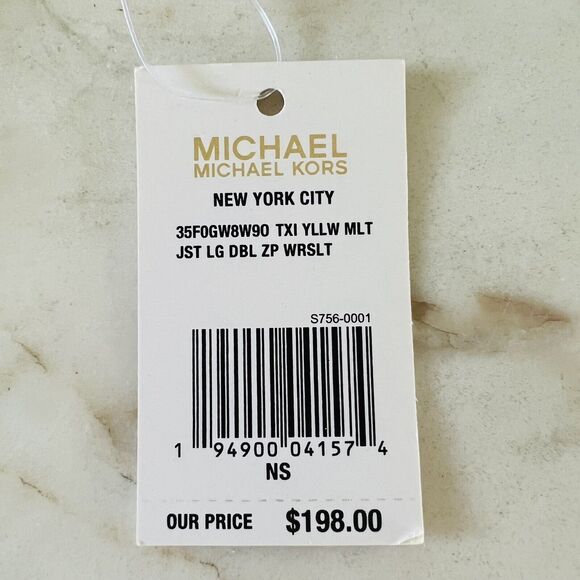 MICHAEL
MICHAEL KORS
NEW YORK CITY
35F0GW8W90 TXI YLLW MLT
JST LG DBL ZP WRSLT
S756-0001
1 94900 04157 4
NS
OUR PRICE $198.00